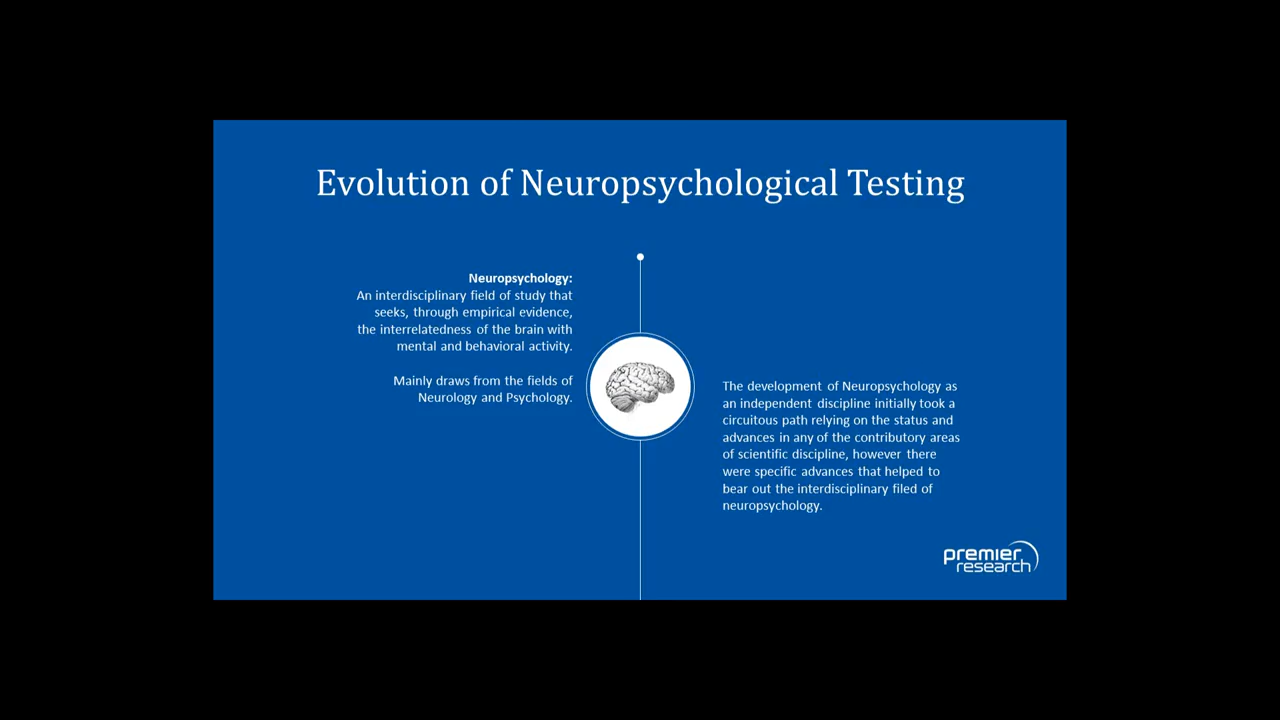 Evolution of Neuropsychological Testing
Neuropsychology:
An interdisciplinary field of study that
seeks, through empirical evidence,
the interrelatedness of the brain with
mental and behavioral activity.
Mainly draws from the fields of
Neurology and Psychology.
The development of Neuropsychology as
an independent discipline initially took a
circuitous path relying on the status and
advances in any of the contributory areas
of scientific discipline, however there
were specific advances that helped to
bear out the interdisciplinary filed of
neuropsychology.
premier
research